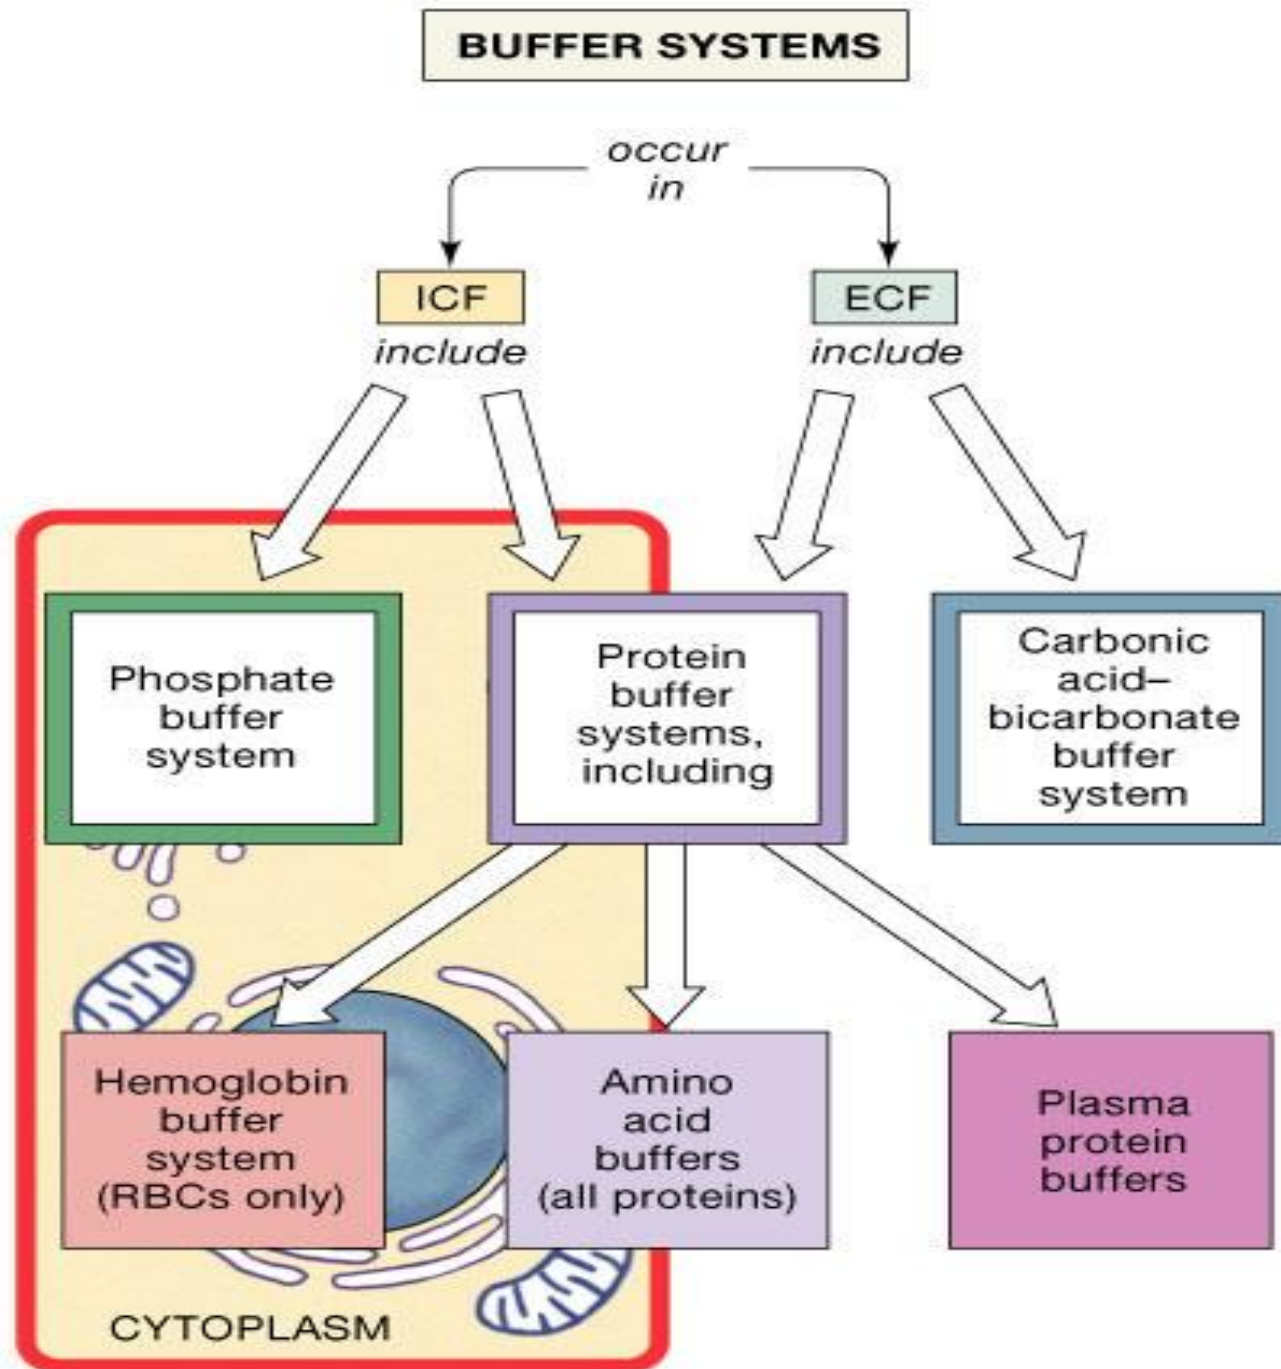 BUFFER SYSTEMS
occur
in
ICF
ECF
include
include
Phosphate
buffer
system
Protein
buffer
systems,
including
Carbonic
acid–
bicarbonate
buffer
system
Hemoglobin
buffer
system
(RBCs only)
Amino
acid
buffers
(all proteins)
Plasma
protein
buffers
CYTOPLASM